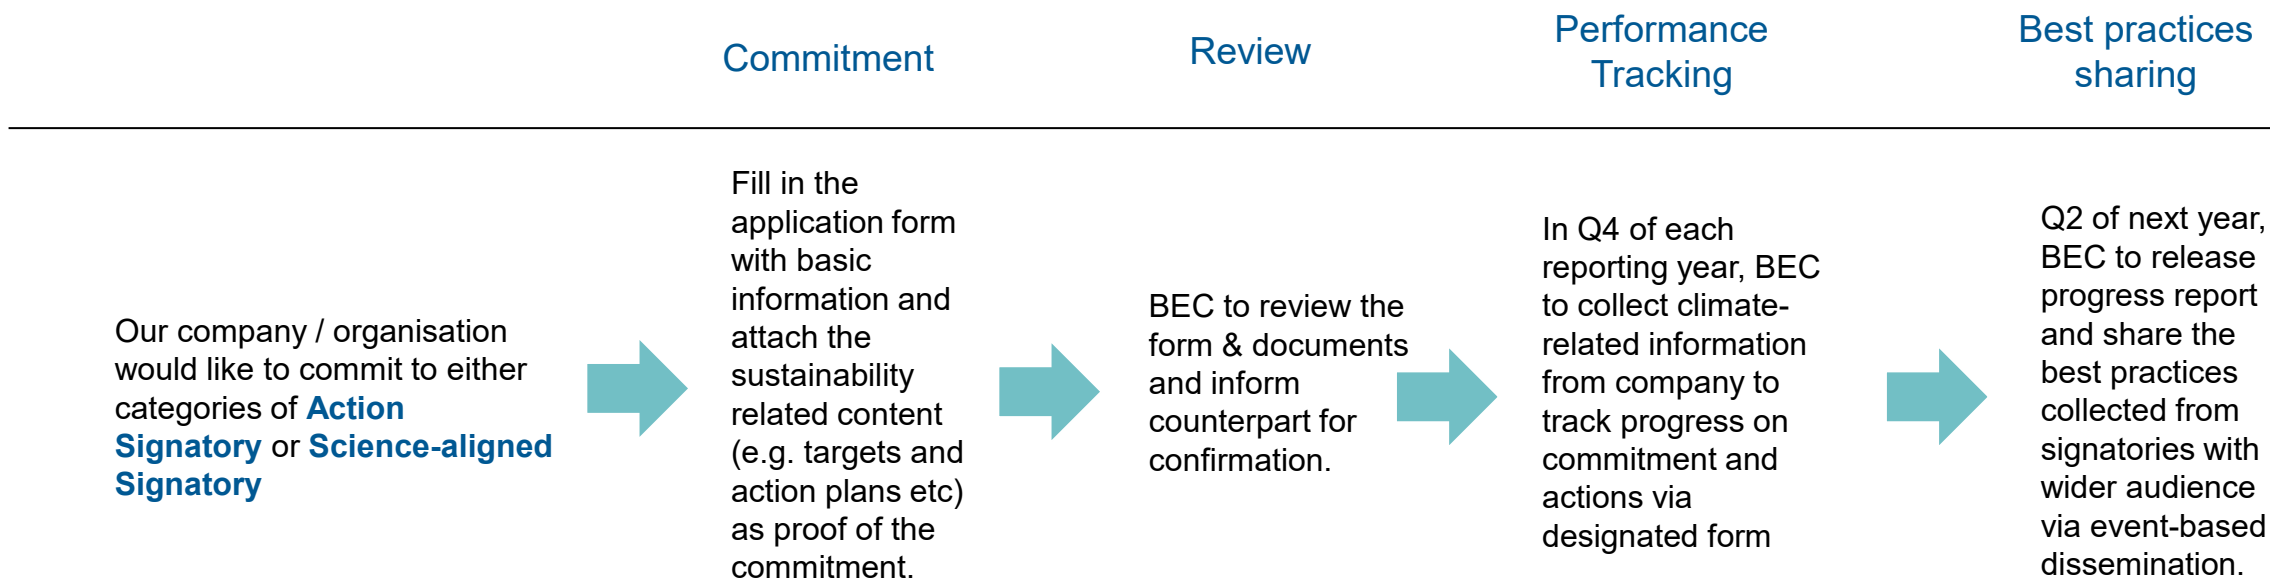 Commitment
Review
Performance
Tracking
Best practices
sharing
Our company / organisation
would like to commit to either
categories of Action
Signatory or Science-aligned
Signatory
Fill in the
application form
with basic
information and
attach the
sustainability
related content
(e.g. targets and
action plans etc)
as proof of the
commitment.
BEC to review the
form & documents
and inform
counterpart for
confirmation.
In Q4 of each
reporting year, BEC
to collect climate-
related information
from company to
track progress on
commitment and
actions via
designated form
Q2 of next year,
BEC to release
progress report
and share the
best practices
collected from
signatories with
wider audience
via event-based
dissemination.